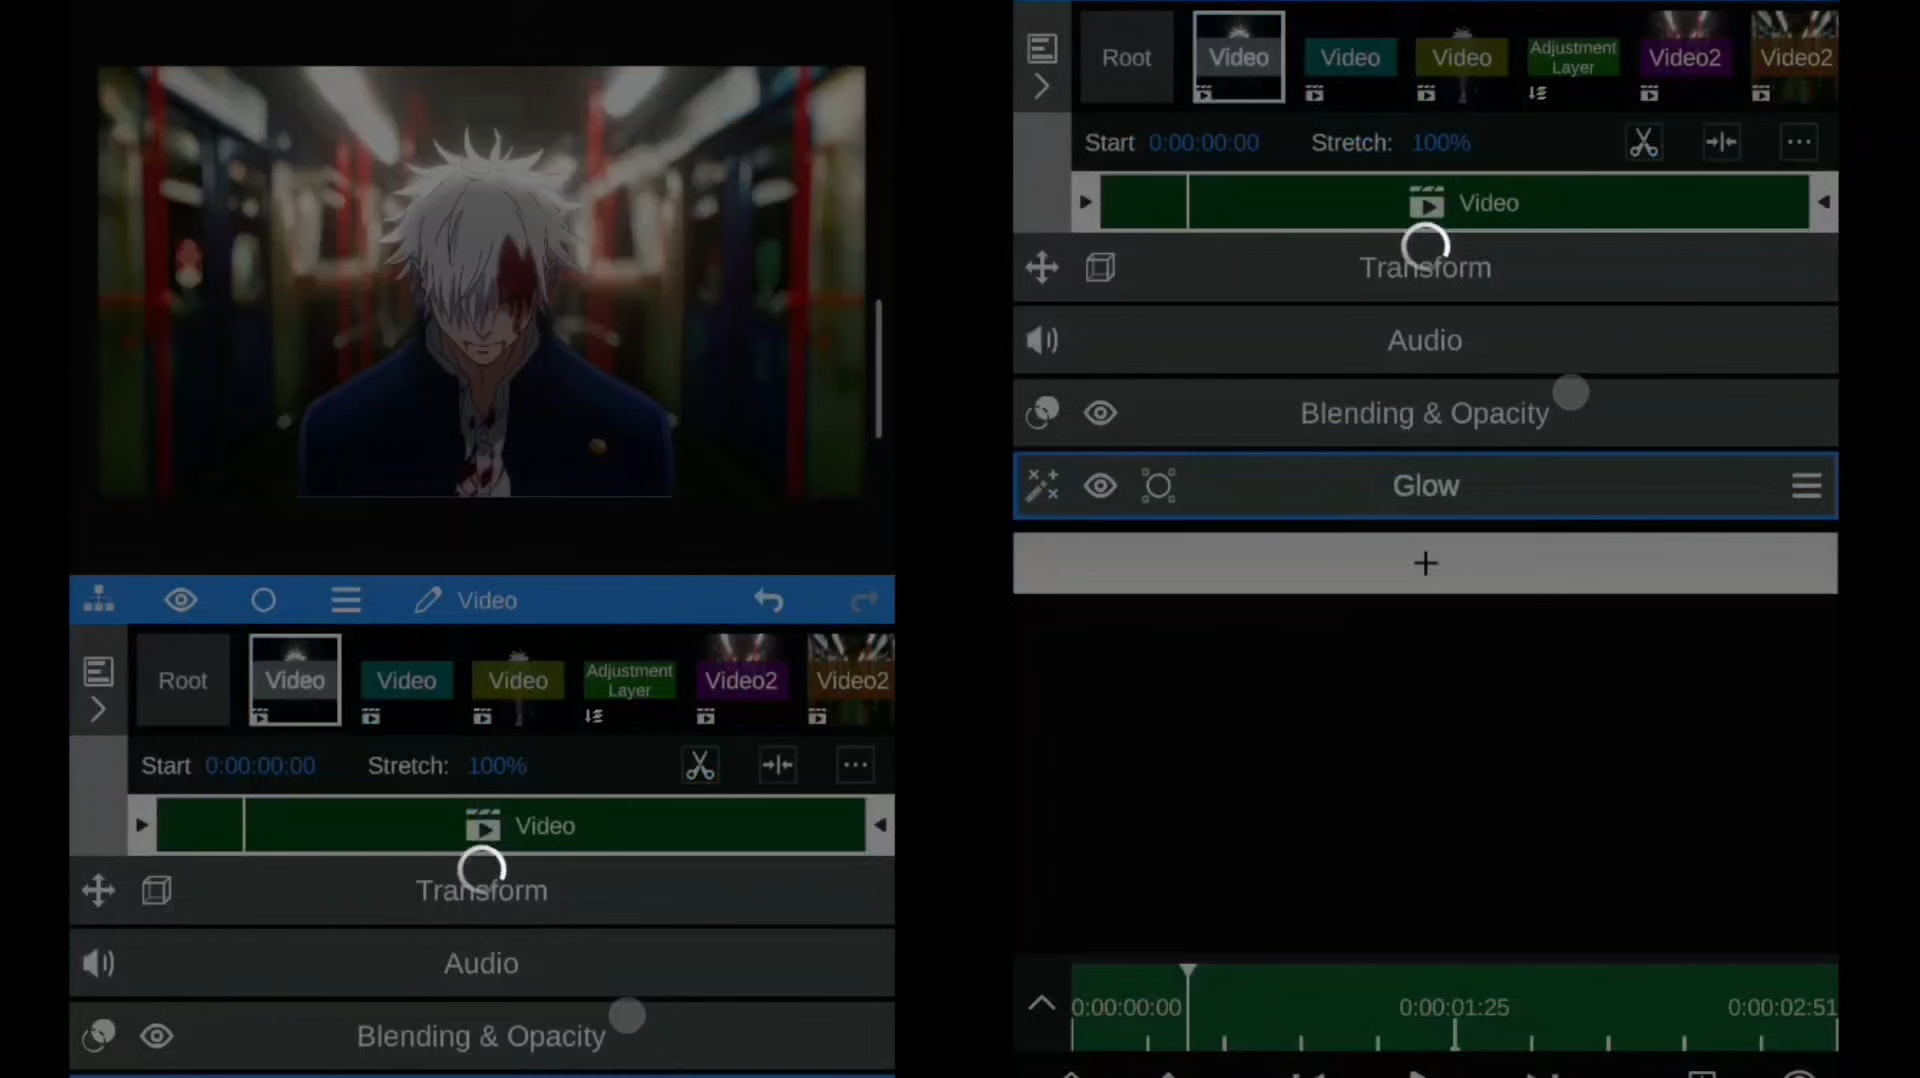 Video
Root
Video
Video
Video
Adjustment
Layer
Video2
Video2
Start 0:00:00:00 Stretch: 100%
Video
Transform
Audio
Blending & Opacity
Root
Video
Video
Video
Adjustment
Layer
Video2
Video2
Start 0:00:00:00 Stretch: 100%
Video
Transform
Audio
Blending & Opacity
Glow
+
0:00:00:00 0:00:01:25 0:00:02:51